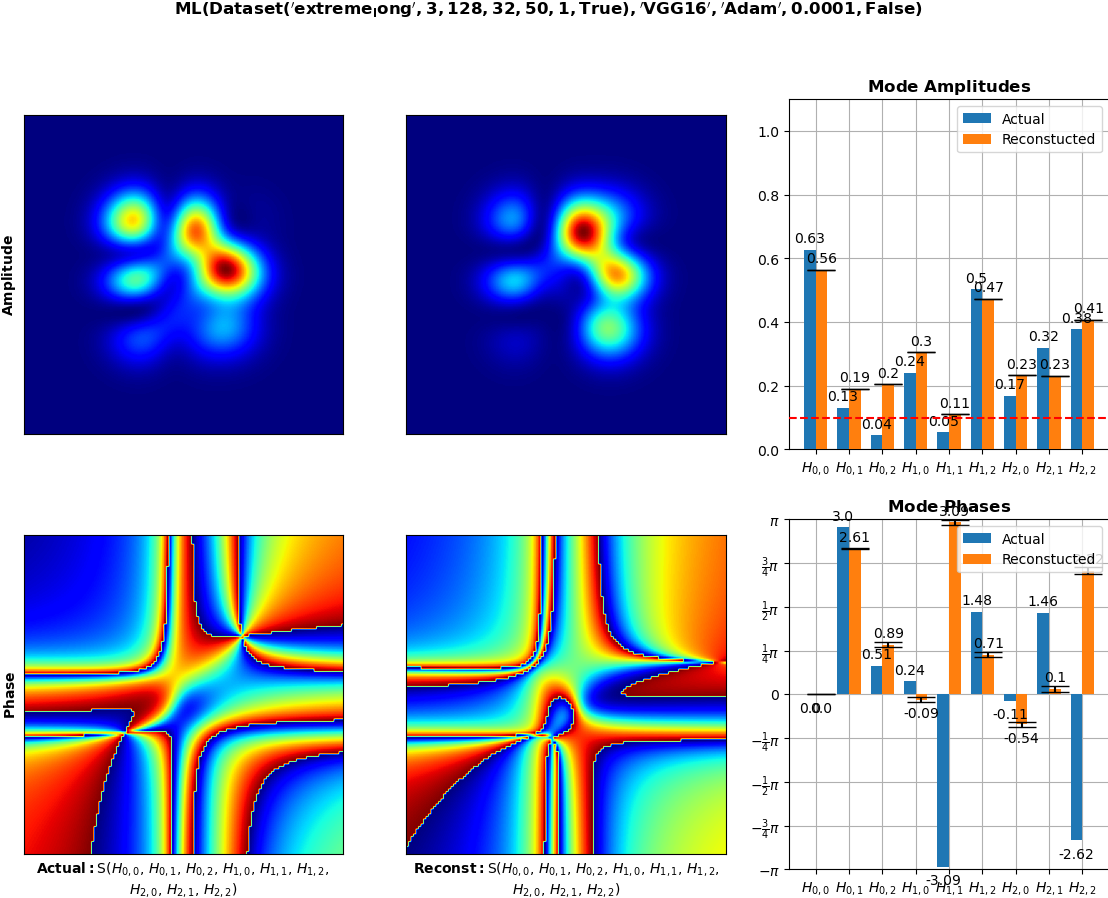 ML(Dataset('extreme_long', 3, 128, 32, 50, 1, True), 'VGG16', 'Adam', 0.0001, False)
Amplitude
Mode Amplitudes
Actual
Reconstucted
1.0
0.8
0.6
0.4
0.2
0.0
0.63
0.56
0.13
0.19
0.04
0.2
0.24
0.3
0.05
0.11
0.5
0.47
0.17
0.23
0.32
0.23
0.38
0.41
H0,0 H0,1 H0,2 H1,0 H1,1 H1,2 H2,0 H2,1 H2,2
Phase
Mode Phases
Actual
Reconstucted
π
3/4π
1/2π
1/4π
0
−1/4π
−1/2π
−3/4π
−π
0.0
0.0
3.0
2.61
0.51
0.89
0.24
-0.09
-3.09
3.09
1.48
0.71
-0.11
-0.54
1.46
0.1
-2.62
H0,0 H0,1 H0,2 H1,0 H1,1 H1,2 H2,0 H2,1 H2,2
Actual: S(H0,0, H0,1, H0,2, H1,0, H1,1, H1,2,
H2,0, H2,1, H2,2)
Reconst: S(H0,0, H0,1, H0,2, H1,0, H1,1, H1,2,
H2,0, H2,1, H2,2)